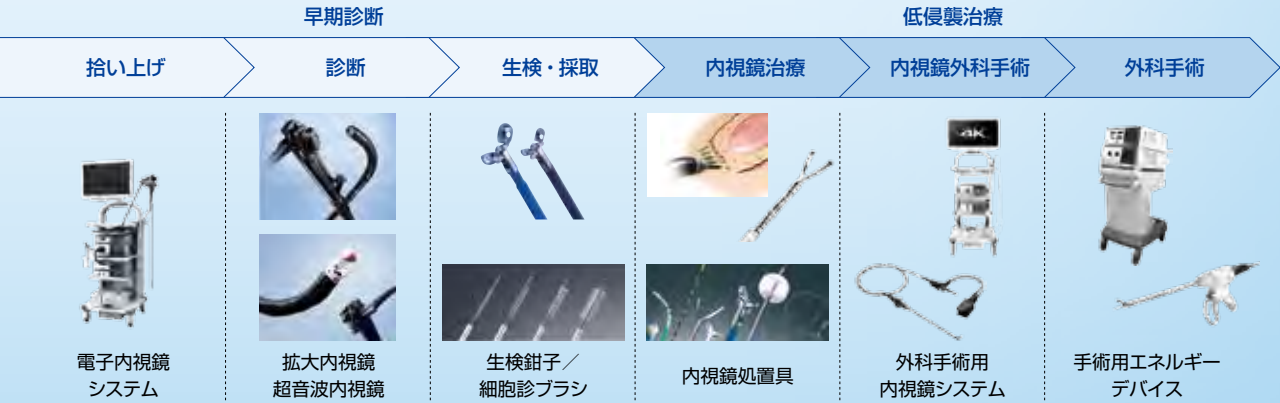 早期診断
低侵襲治療
拾い上げ
診断
生検・採取
内視鏡治療
内視鏡外科手術
外科手術
4K
電子内視鏡
システム
拡大内視鏡
超音波内視鏡
生検鉗子／
細胞診ブラシ
内視鏡処置具
外科手術用
内視鏡システム
手術用エネルギー
デバイス